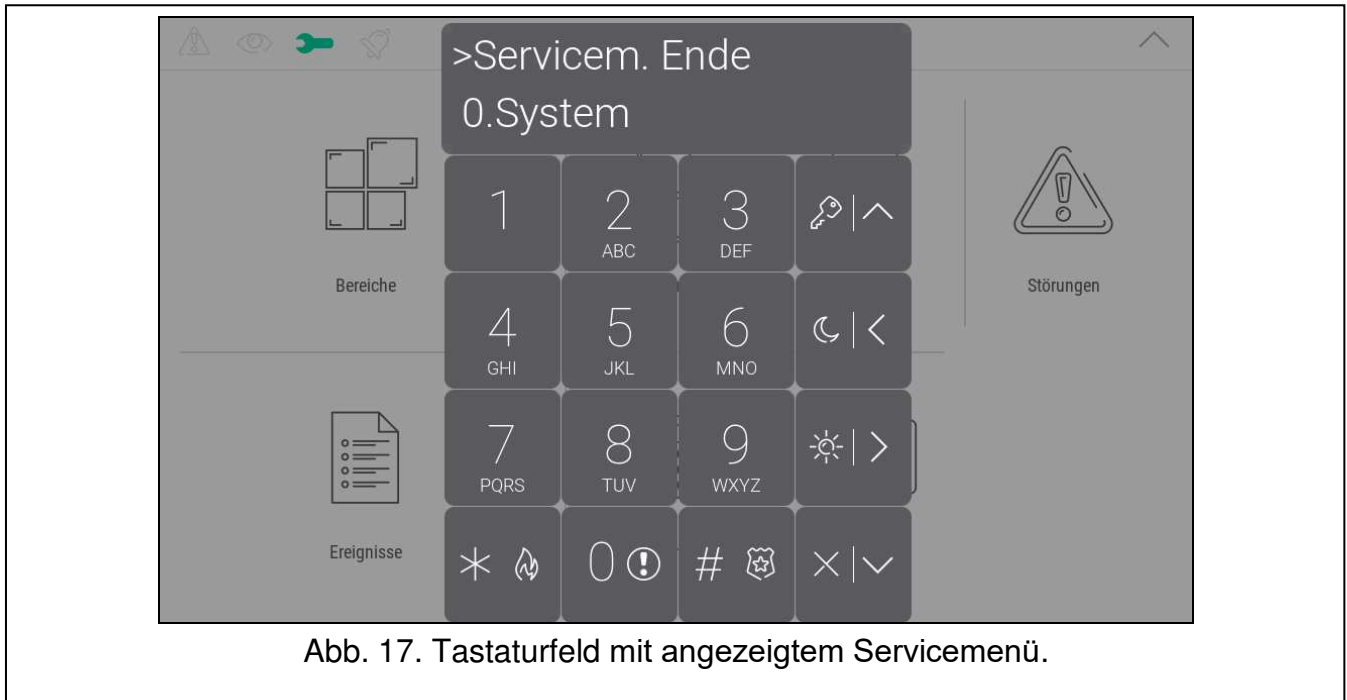 >Servicem. Ende
0.System
1
2
ABC
3
DEF
Bereiche
Störungen
4
GHI
5
JKL
6
MNO
7
PQRS
8
TUV
9
WXYZ
Ereignisse
*
0
#
Abb. 17. Tastaturfeld mit angezeigtem Servicemenü.